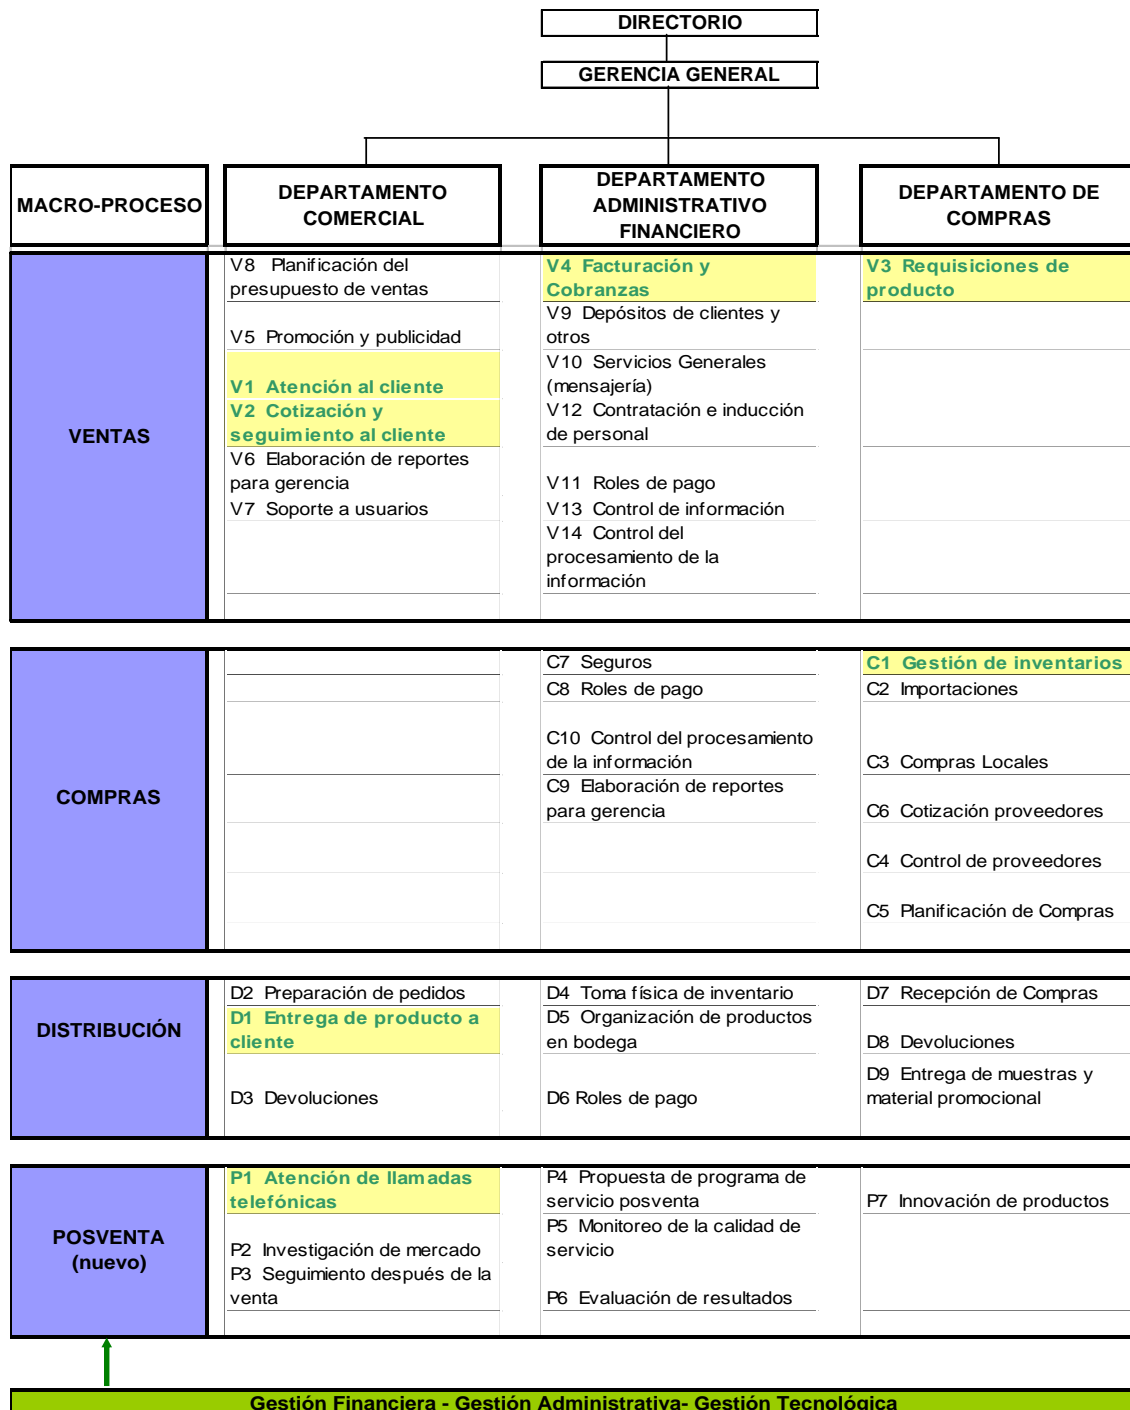 DIRECTORIO
GERENCIA GENERAL
MACRO-PROCESO
DEPARTAMENTO
COMERCIAL
DEPARTAMENTO
ADMINISTRATIVO
FINANCIERO
DEPARTAMENTO DE
COMPRAS
VENTAS
V8 Planificación del
presupuesto de ventas
V5 Promoción y publicidad
V1 Atención al cliente
V2 Cotización y
seguimiento al cliente
V6 Elaboración de reportes
para gerencia
V7 Soporte a usuarios
V4 Facturación y
Cobranzas
V9 Depósitos de clientes y
otros
V10 Servicios Generales
(mensajería)
V12 Contratación e inducción
de personal
V11 Roles de pago
V13 Control de información
V14 Control del
procesamiento de la
información
V3 Requisiciones de
producto
COMPRAS
C7 Seguros
C8 Roles de pago
C10 Control del procesamiento
de la información
C9 Elaboración de reportes
para gerencia
C1 Gestión de inventarios
C2 Importaciones
C3 Compras Locales
C6 Cotización proveedores
C4 Control de proveedores
C5 Planificación de Compras
DISTRIBUCIÓN
D2 Preparación de pedidos
D1 Entrega de producto a
cliente
D3 Devoluciones
D4 Toma física de inventario
D5 Organización de productos
en bodega
D6 Roles de pago
D7 Recepción de Compras
D8 Devoluciones
D9 Entrega de muestras y
material promocional
POSVENTA
(nuevo)
P1 Atención de llamadas
telefónicas
P2 Investigación de mercado
P3 Seguimiento después de la
venta
P4 Propuesta de programa de
servicio posventa
P5 Monitoreo de la calidad de
servicio
P6 Evaluación de resultados
P7 Innovación de productos
Gestión Financiera - Gestión Administrativa- Gestión Tecnológica